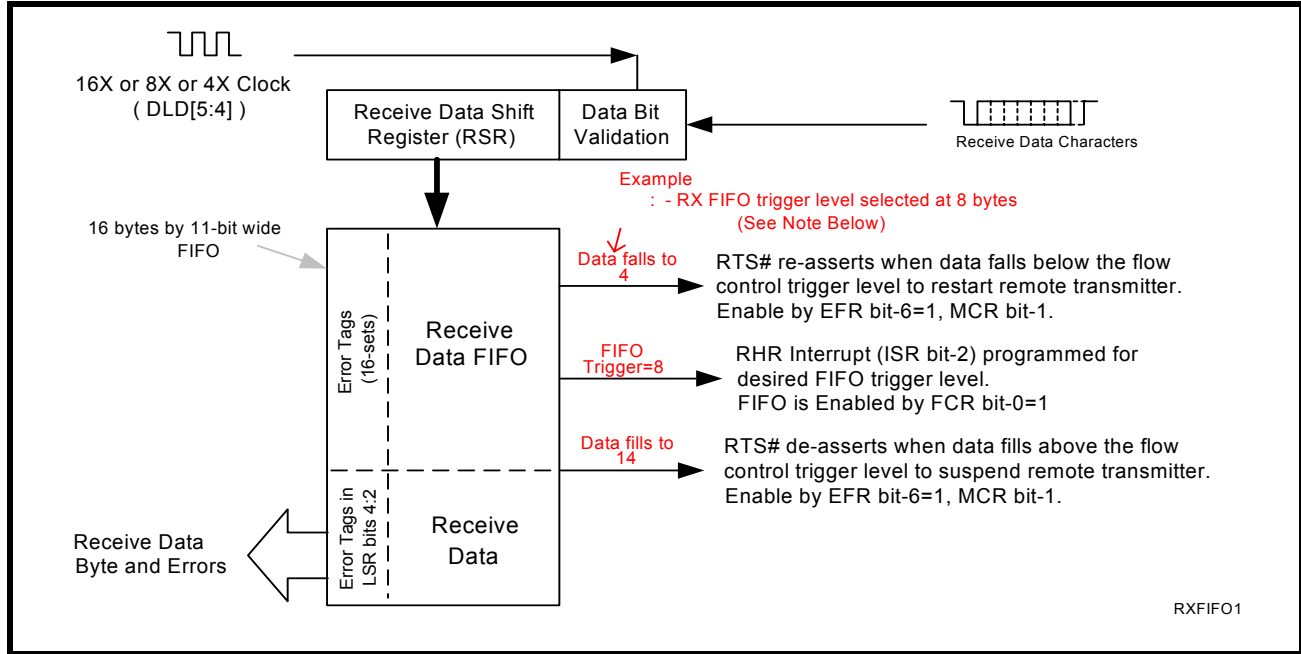 16X or 8X or 4X Clock
( DLD[5:4] )
Receive Data Shift
Register (RSR)
Data Bit
Validation
Receive Data Characters
Example
: - RX FIFO trigger level selected at 8 bytes
(See Note Below)
16 bytes by 11-bit wide
FIFO
Error Tags
(16-sets)
Receive
Data FIFO
Data falls to
4
RTS# re-asserts when data falls below the flow
control trigger level to restart remote transmitter.
Enable by EFR bit-6=1, MCR bit-1.
FIFO
Trigger=8
RHR Interrupt (ISR bit-2) programmed for
desired FIFO trigger level.
FIFO is Enabled by FCR bit-0=1
Data fills to
14
RTS# de-asserts when data fills above the flow
control trigger level to suspend remote transmitter.
Enable by EFR bit-6=1, MCR bit-1.
Error Tags in
LSR bits 4:2
Receive
Data
Receive Data
Byte and Errors
RXFIFO1